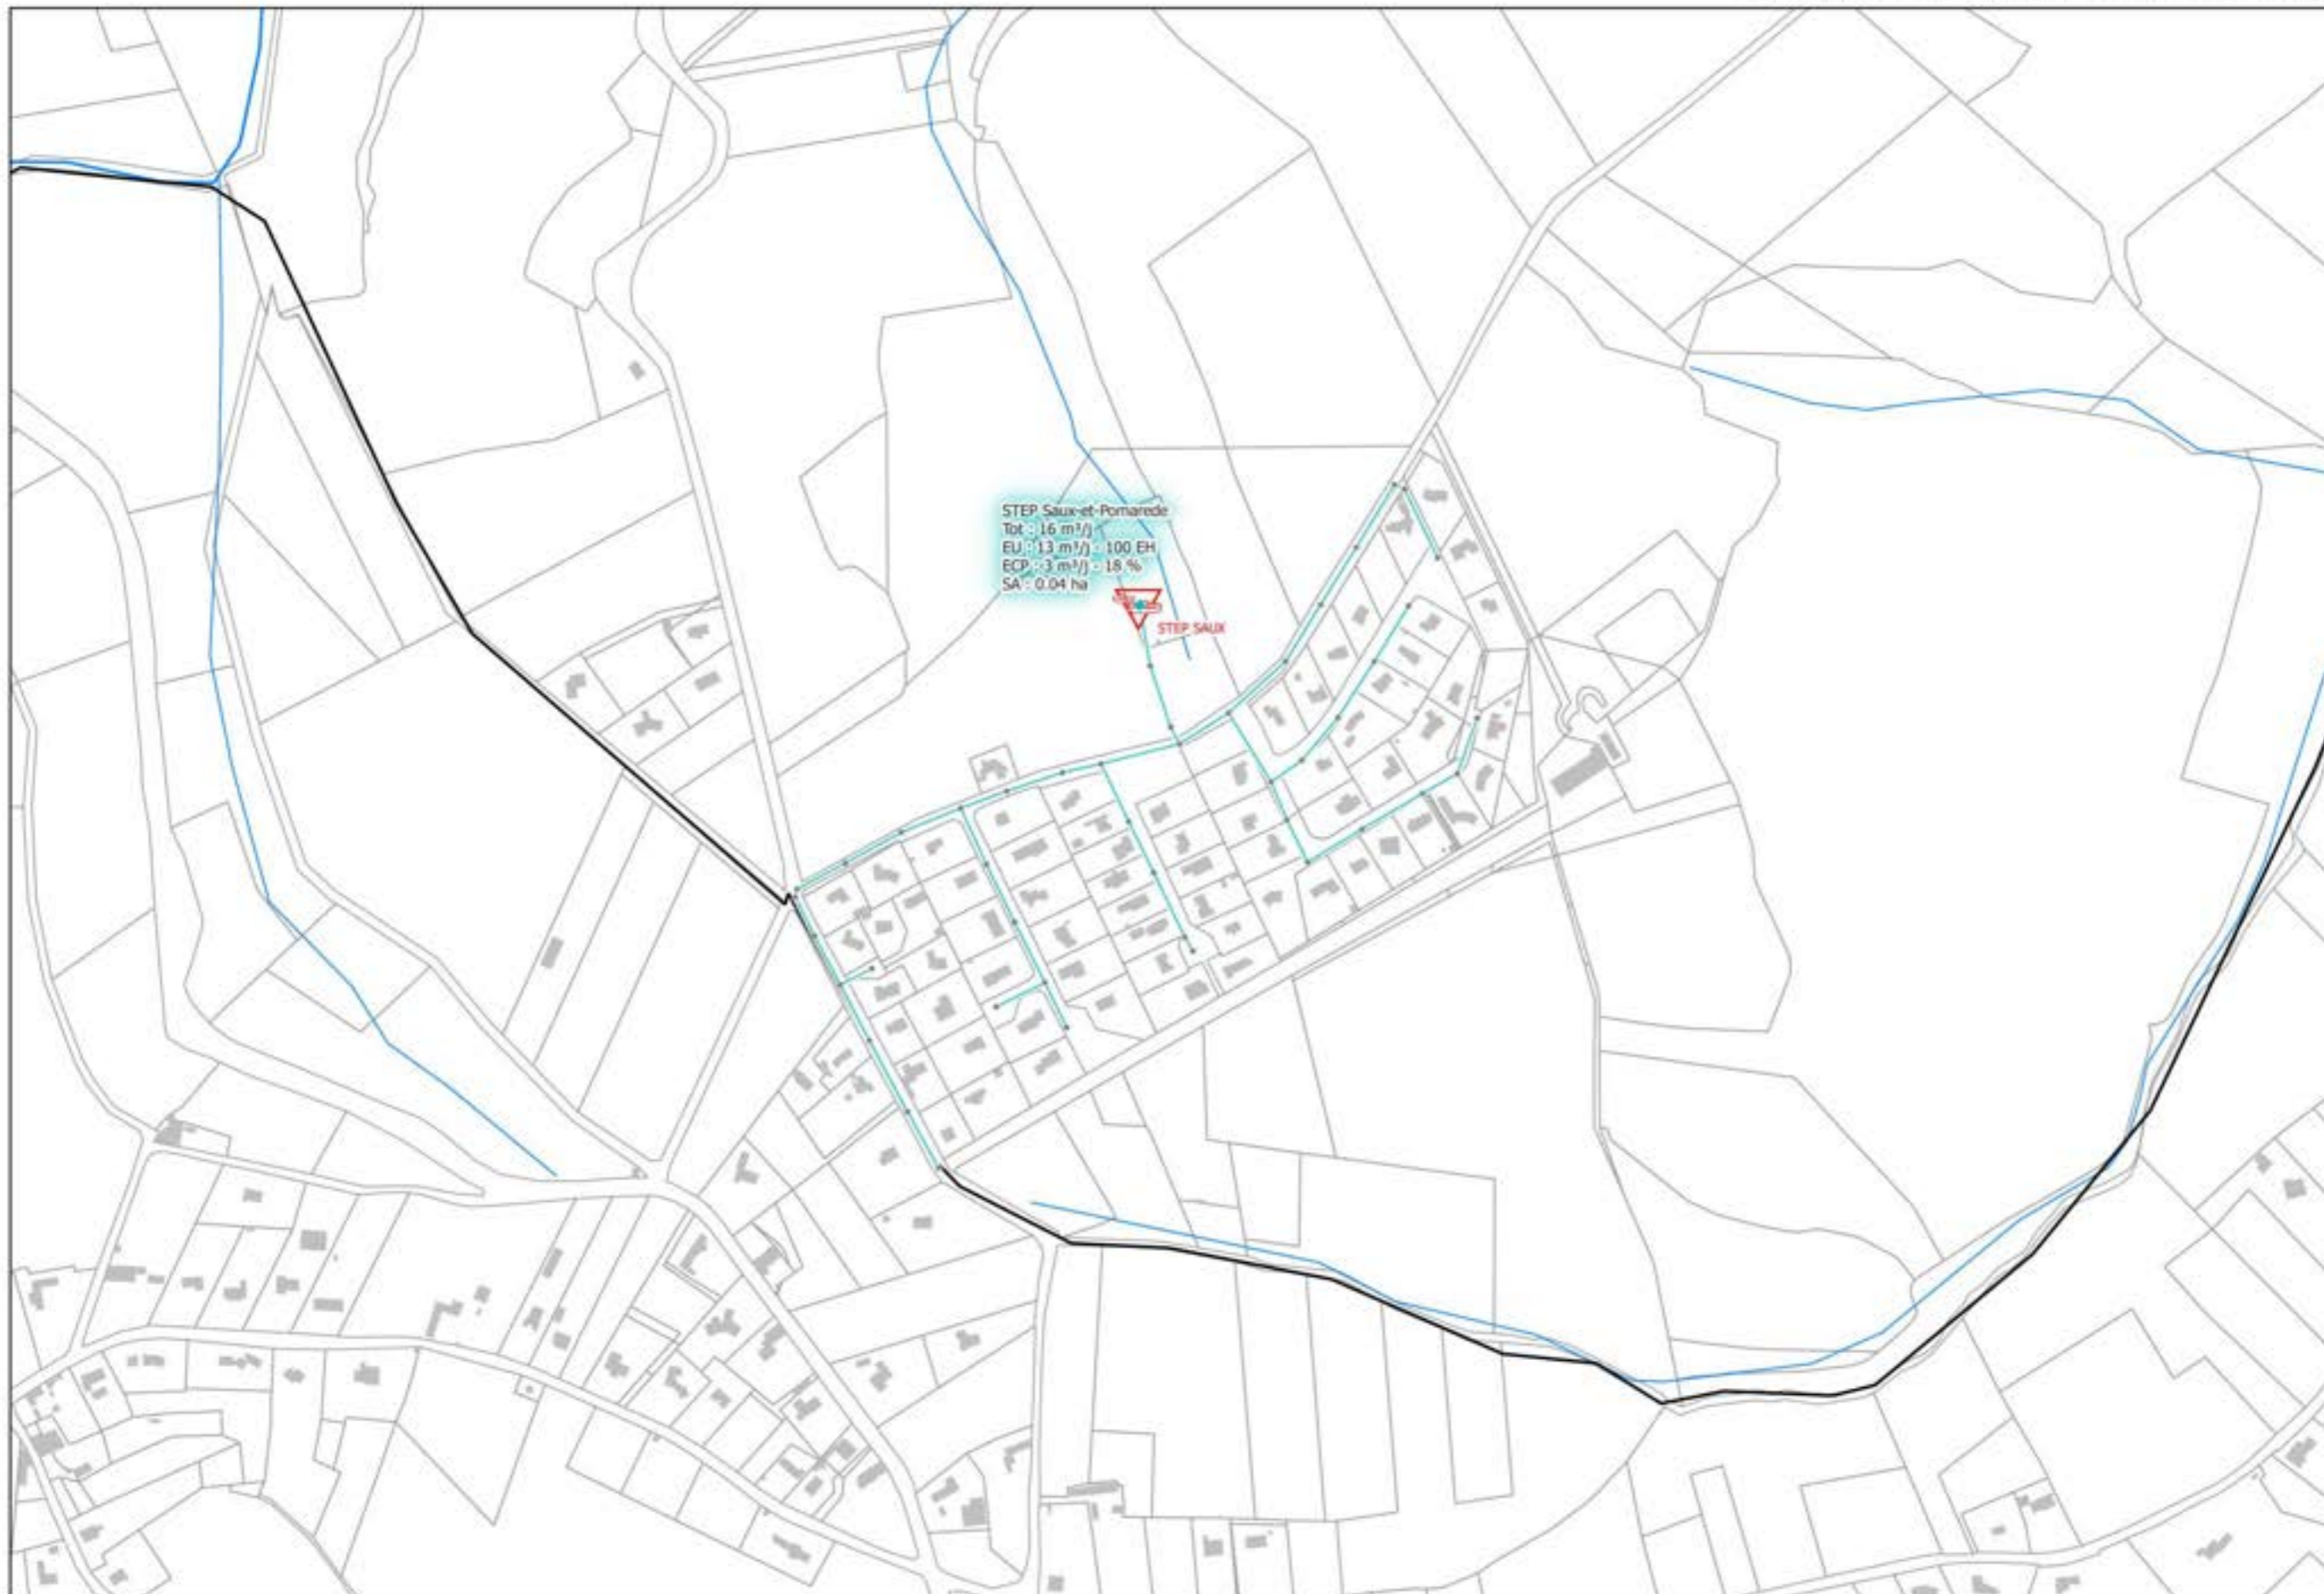 STEP Saux-et-Pomarede
Tot : 16 m³/j
EU : 13 m³/j - 100 EH
ECP : 3 m³/j - 18 %
SA : 0.04 ha
STEP SAUX